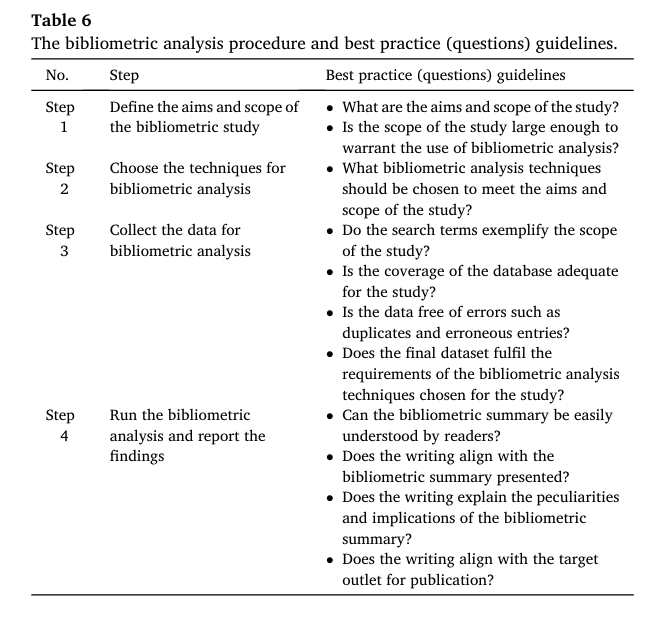 Table 6
The bibliometric analysis procedure and best practice (questions) guidelines.
No. Step Best practice (questions) guidelines
Step 1 Define the aims and scope of the bibliometric study
• What are the aims and scope of the study?
• Is the scope of the study large enough to
warrant the use of bibliometric analysis?
Step 2 Choose the techniques for bibliometric analysis
• What bibliometric analysis techniques
should be chosen to meet the aims and
scope of the study?
Step 3 Collect the data for bibliometric analysis
• Do the search terms exemplify the scope
of the study?
• Is the coverage of the database adequate
for the study?
• Is the data free of errors such as
duplicates and erroneous entries?
• Does the final dataset fulfil the
requirements of the bibliometric analysis
techniques chosen for the study?
Step 4 Run the bibliometric analysis and report the findings
• Can the bibliometric summary be easily
understood by readers?
• Does the writing align with the
bibliometric summary presented?
• Does the writing explain the peculiarities
and implications of the bibliometric
summary?
• Does the writing align with the target
outlet for publication?